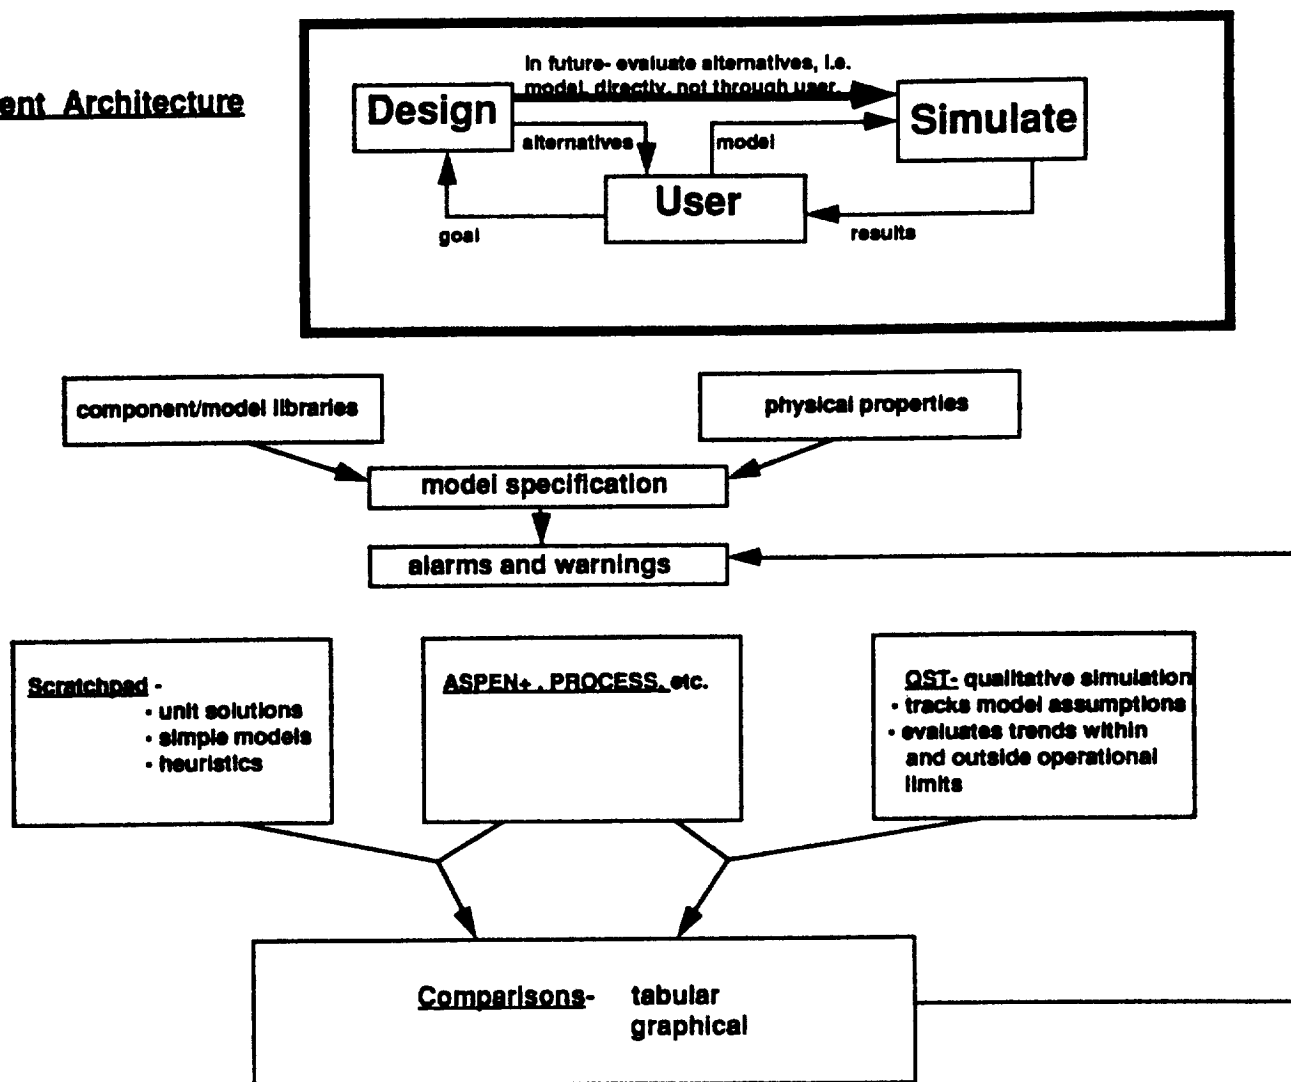 In future- evaluate alternatives, i.e.
model, directly, not through user.
ent Architecture
Design
Simulate
alternatives
model
User
goal
results
component/model libraries
physical properties
model specification
alarms and warnings
Scratchpad -
• unit solutions
• simple models
• heuristics
ASPEN+ , PROCESS, etc.
QST- qualitative simulation
• tracks model assumptions
• evaluates trends within
and outside operational
limits
Comparisons- tabular
graphical